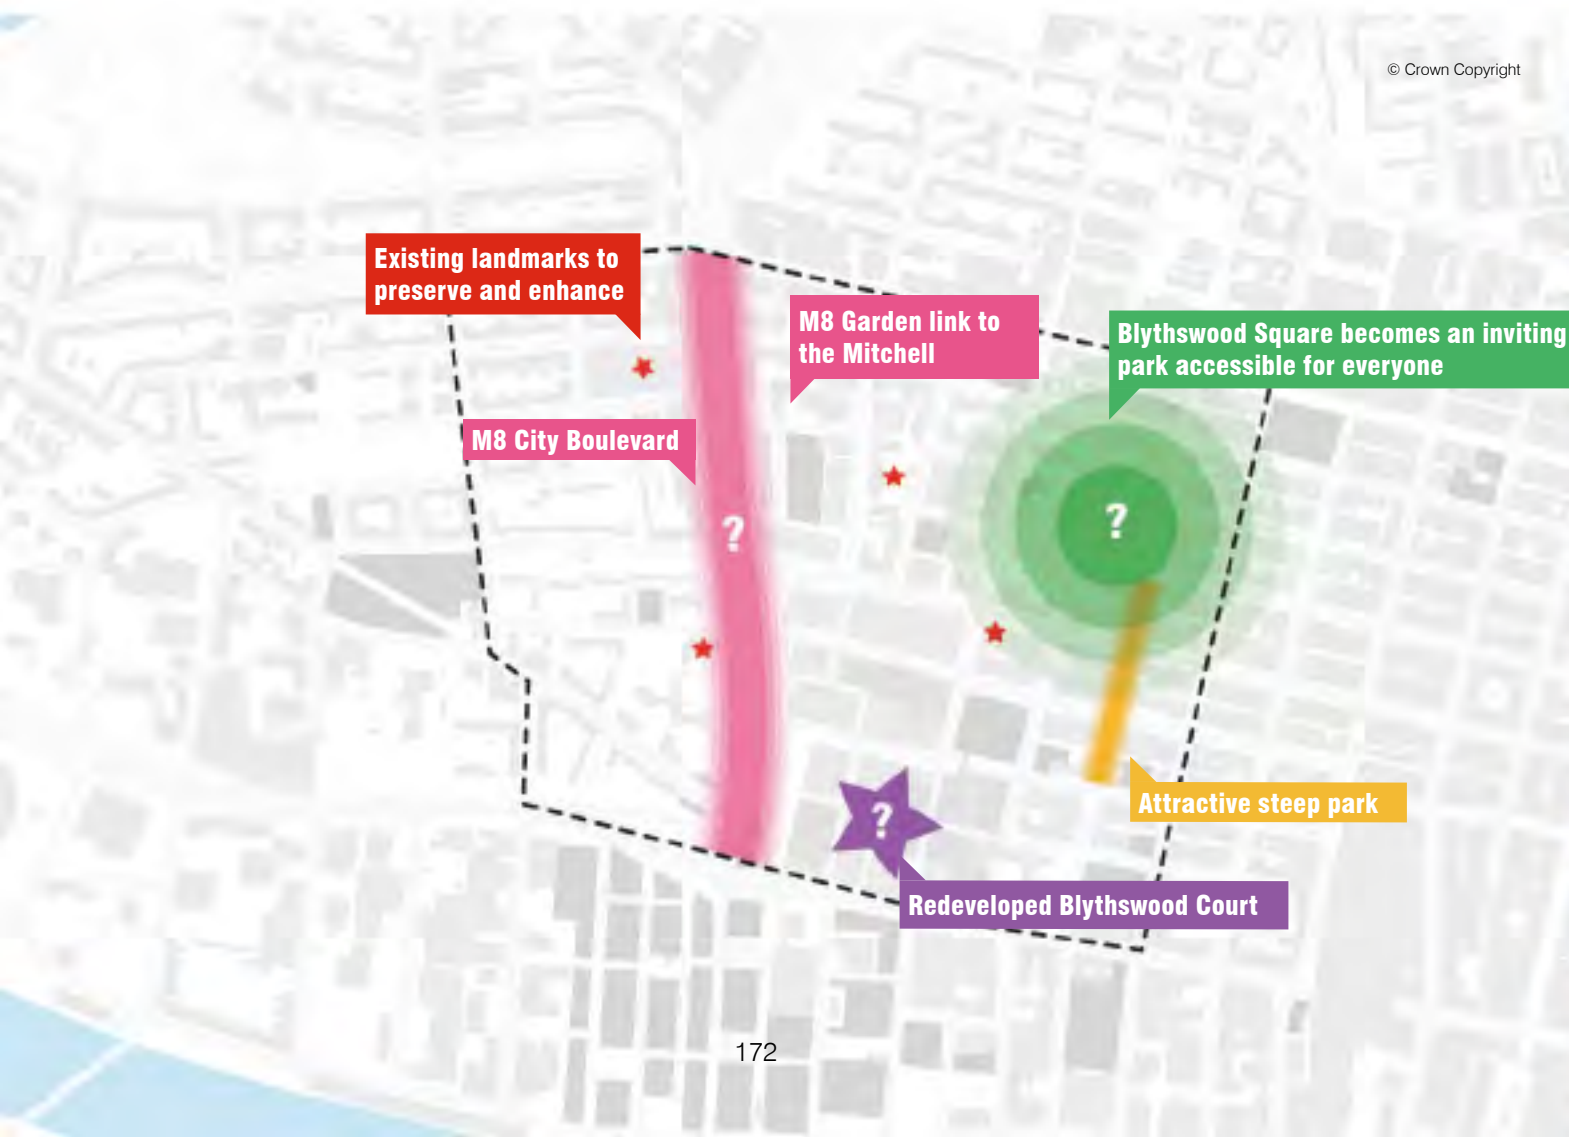 © Crown Copyright
Existing landmarks to
preserve and enhance
M8 Garden link to
the Mitchell
Blythswood Square becomes an inviting
park accessible for everyone
M8 City Boulevard
?
?
Attractive steep park
?
Redeveloped Blythswood Court
172